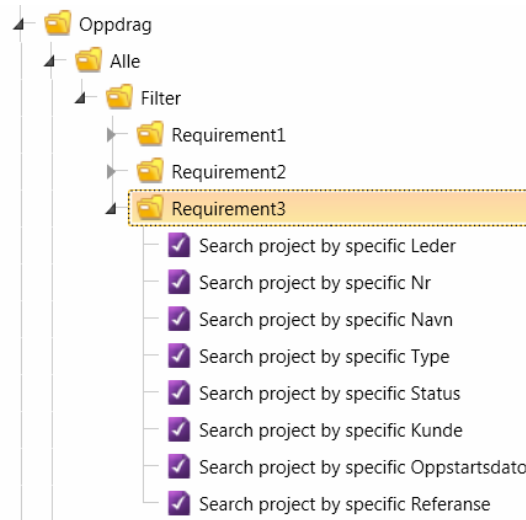 Oppdrag
Alle
Filter
Requirement1
Requirement2
Requirement3
Search project by specific Leder
Search project by specific Nr
Search project by specific Navn
Search project by specific Type
Search project by specific Status
Search project by specific Kunde
Search project by specific Oppstartsdato
Search project by specific Referanse